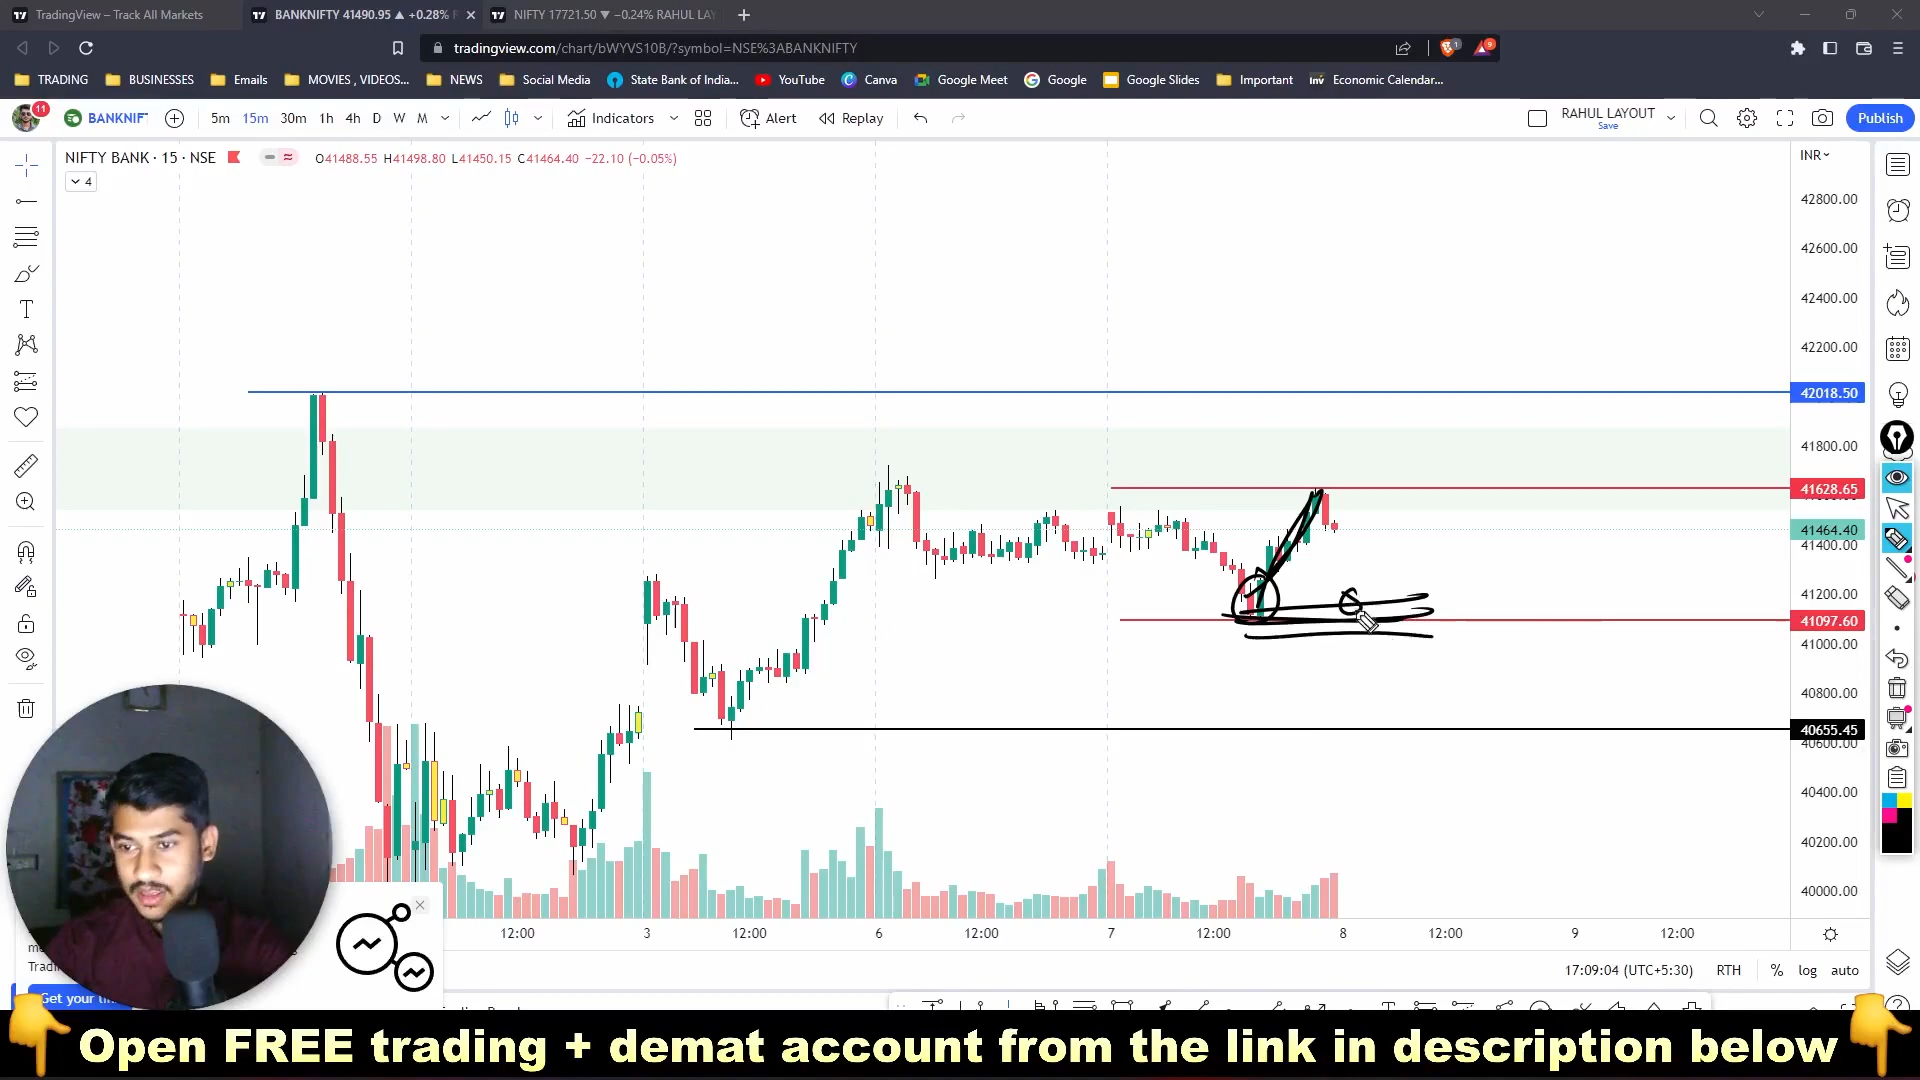 TradingView – Track All Markets
BANKNIFTY 41490.95 ▲ +0.28%
NIFTY 17721.50 ▼ −0.24% RAHUL LAY
tradingview.com/chart/bWYVS10B/?symbol=NSE%3ABANKNIFTY
1
9
TRADING
BUSINESSES
Emails
MOVIES , VIDEOS...
NEWS
Social Media
State Bank of India...
YouTube
Canva
Google Meet
Google
Google Slides
Important
Inv Economic Calendar...
11
BANKNIF
5m 15m 30m 1h 4h D W M
Indicators
Alert
Replay
RAHUL LAYOUT
Save
Publish
NIFTY BANK · 15 · NSE
O41488.55 H41498.80 L41450.15 C41464.40 −22.10 (−0.05%)
4
INR
42800.00
42600.00
42400.00
42200.00
42018.50
41800.00
41628.65
41464.40
41400.00
41200.00
41097.60
41000.00
40800.00
40655.45
40600.00
40400.00
40200.00
40000.00
12:00 3 12:00 6 12:00 7 12:00 8 12:00 9 12:00
17:09:04 (UTC+5:30) RTH % log auto
Open FREE trading + demat account from the link in description below